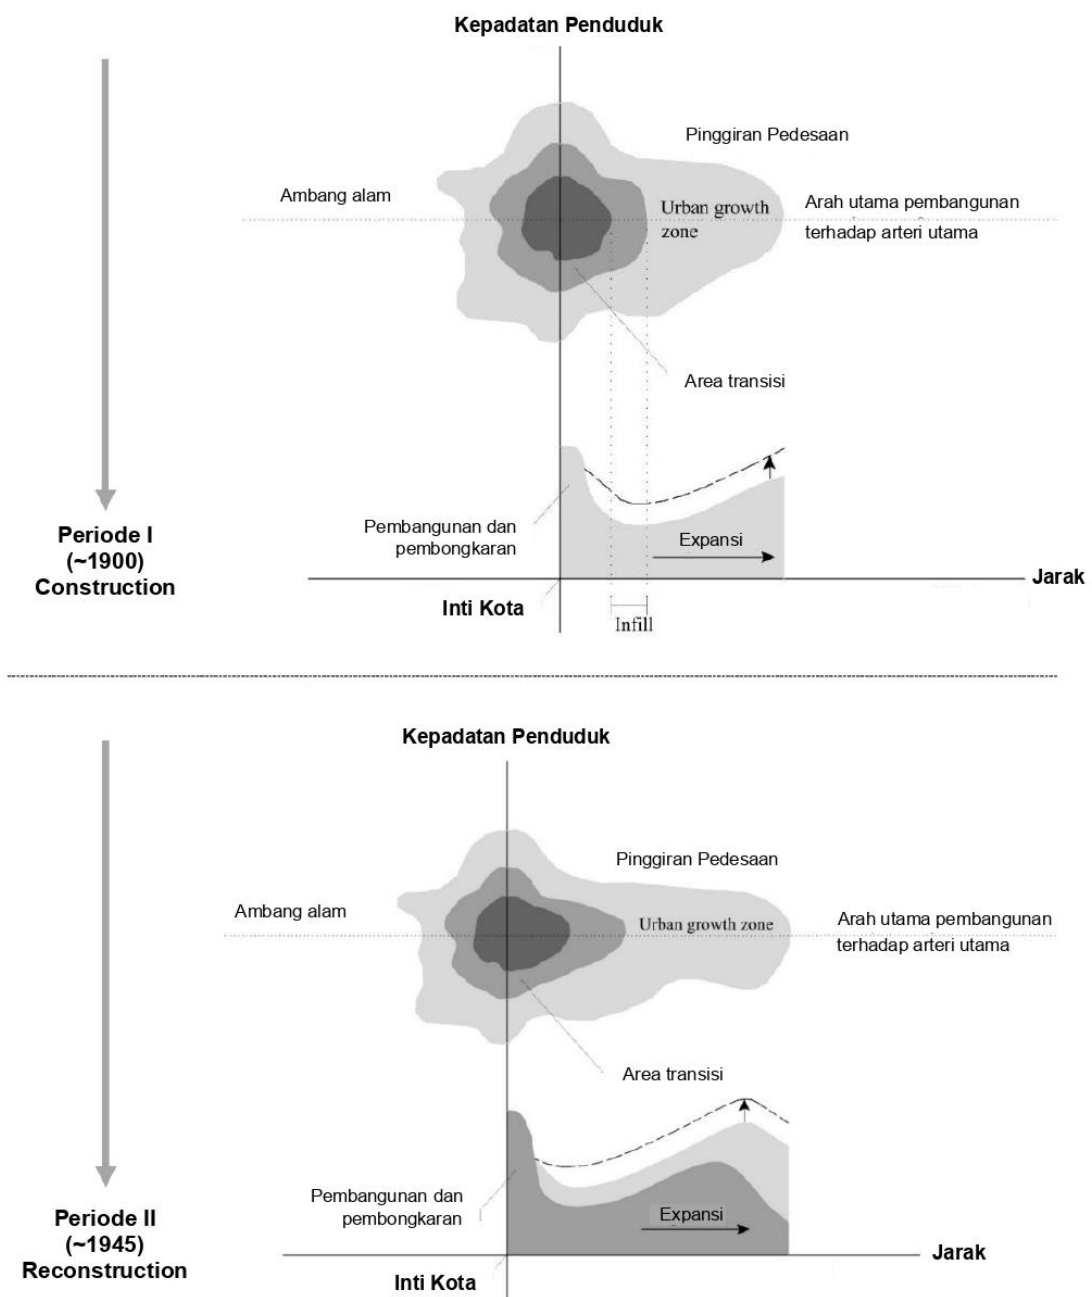 Kepadatan Penduduk
Pinggiran Pedesaan
Ambang alam
Urban growth
zone
Arah utama pembangunan
terhadap arteri utama
Area transisi
Pembangunan dan
pembongkaran
Expansi
Periode I
(~1900)
Construction
Jarak
Inti Kota
Infill
Kepadatan Penduduk
Pinggiran Pedesaan
Ambang alam
Urban growth zone
Arah utama pembangunan
terhadap arteri utama
Area transisi
Pembangunan dan
pembongkaran
Expansi
Periode II
(~1945)
Reconstruction
Jarak
Inti Kota